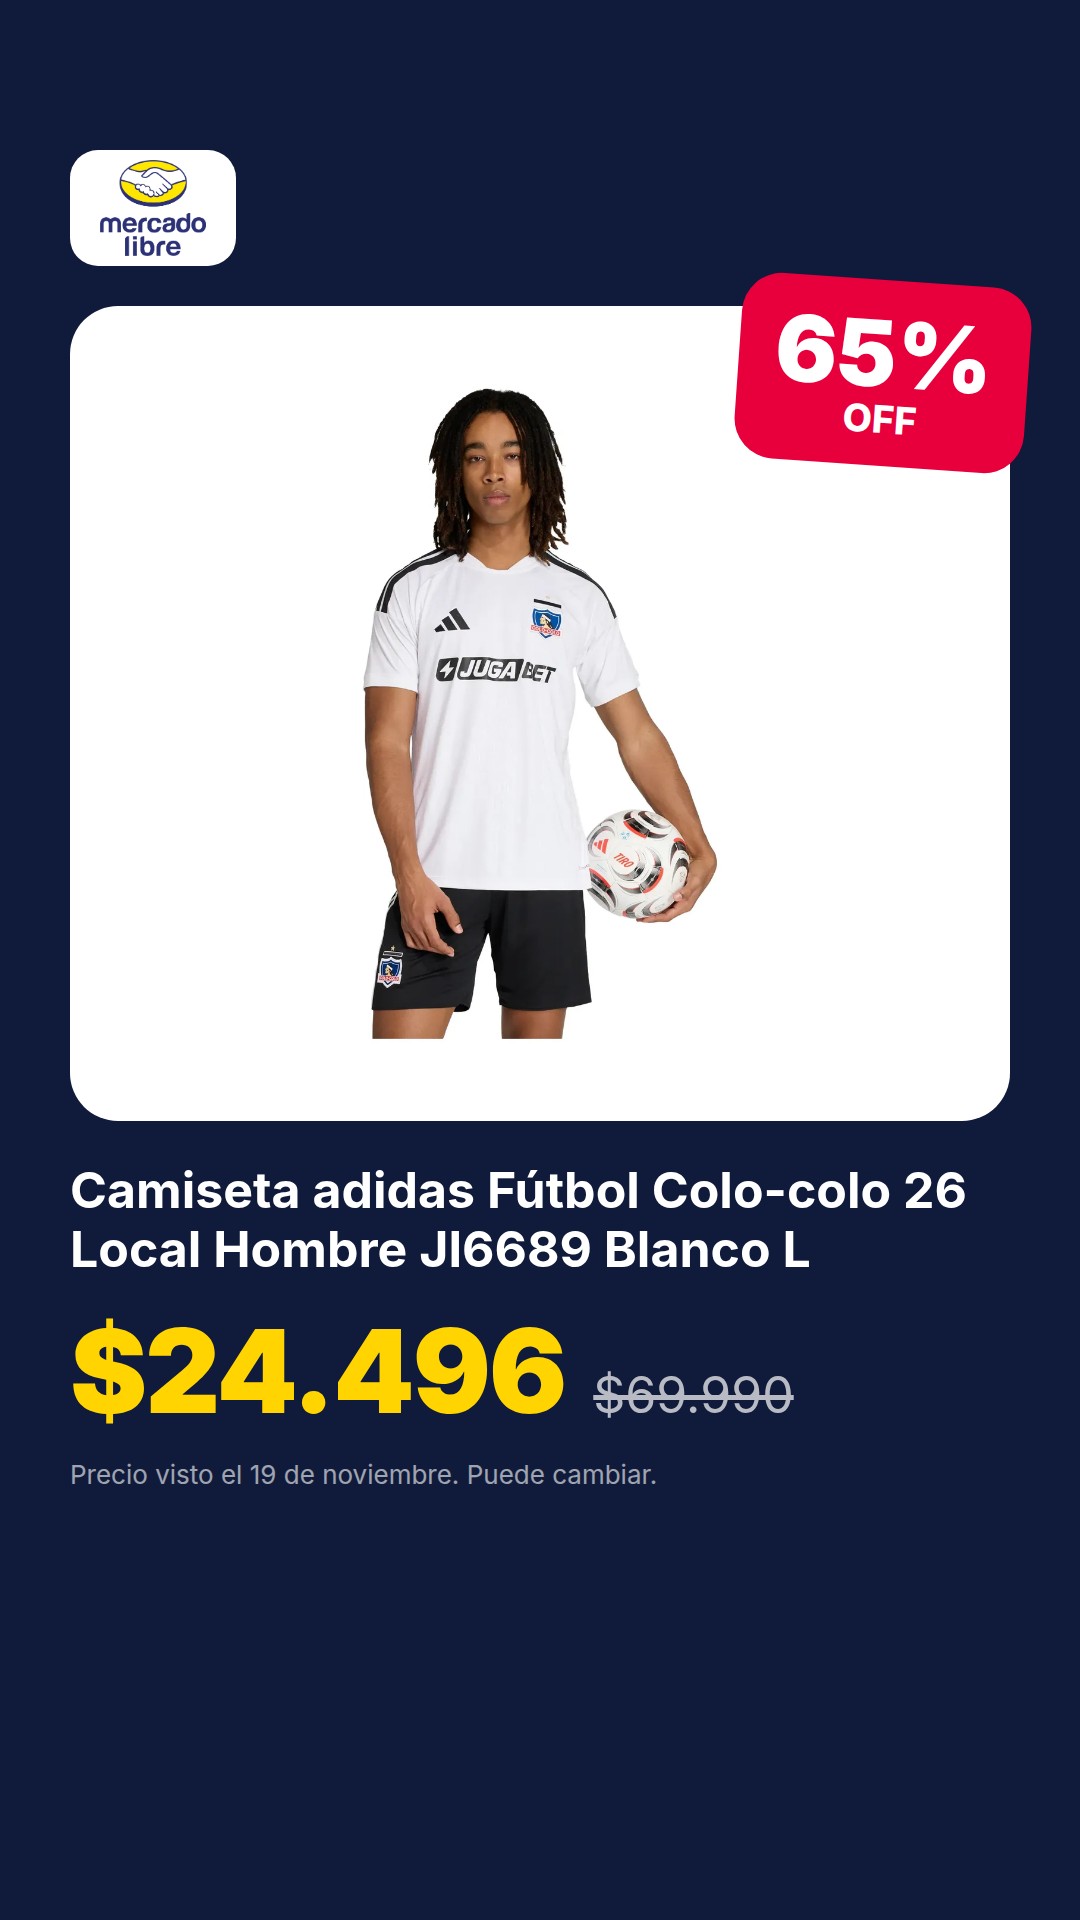 mercado
libre
65%
OFF
JUGABET
TIRO
Camiseta adidas Fútbol Colo-colo 26
Local Hombre JI6689 Blanco L
$24.496 $69.990
Precio visto el 19 de noviembre. Puede cambiar.